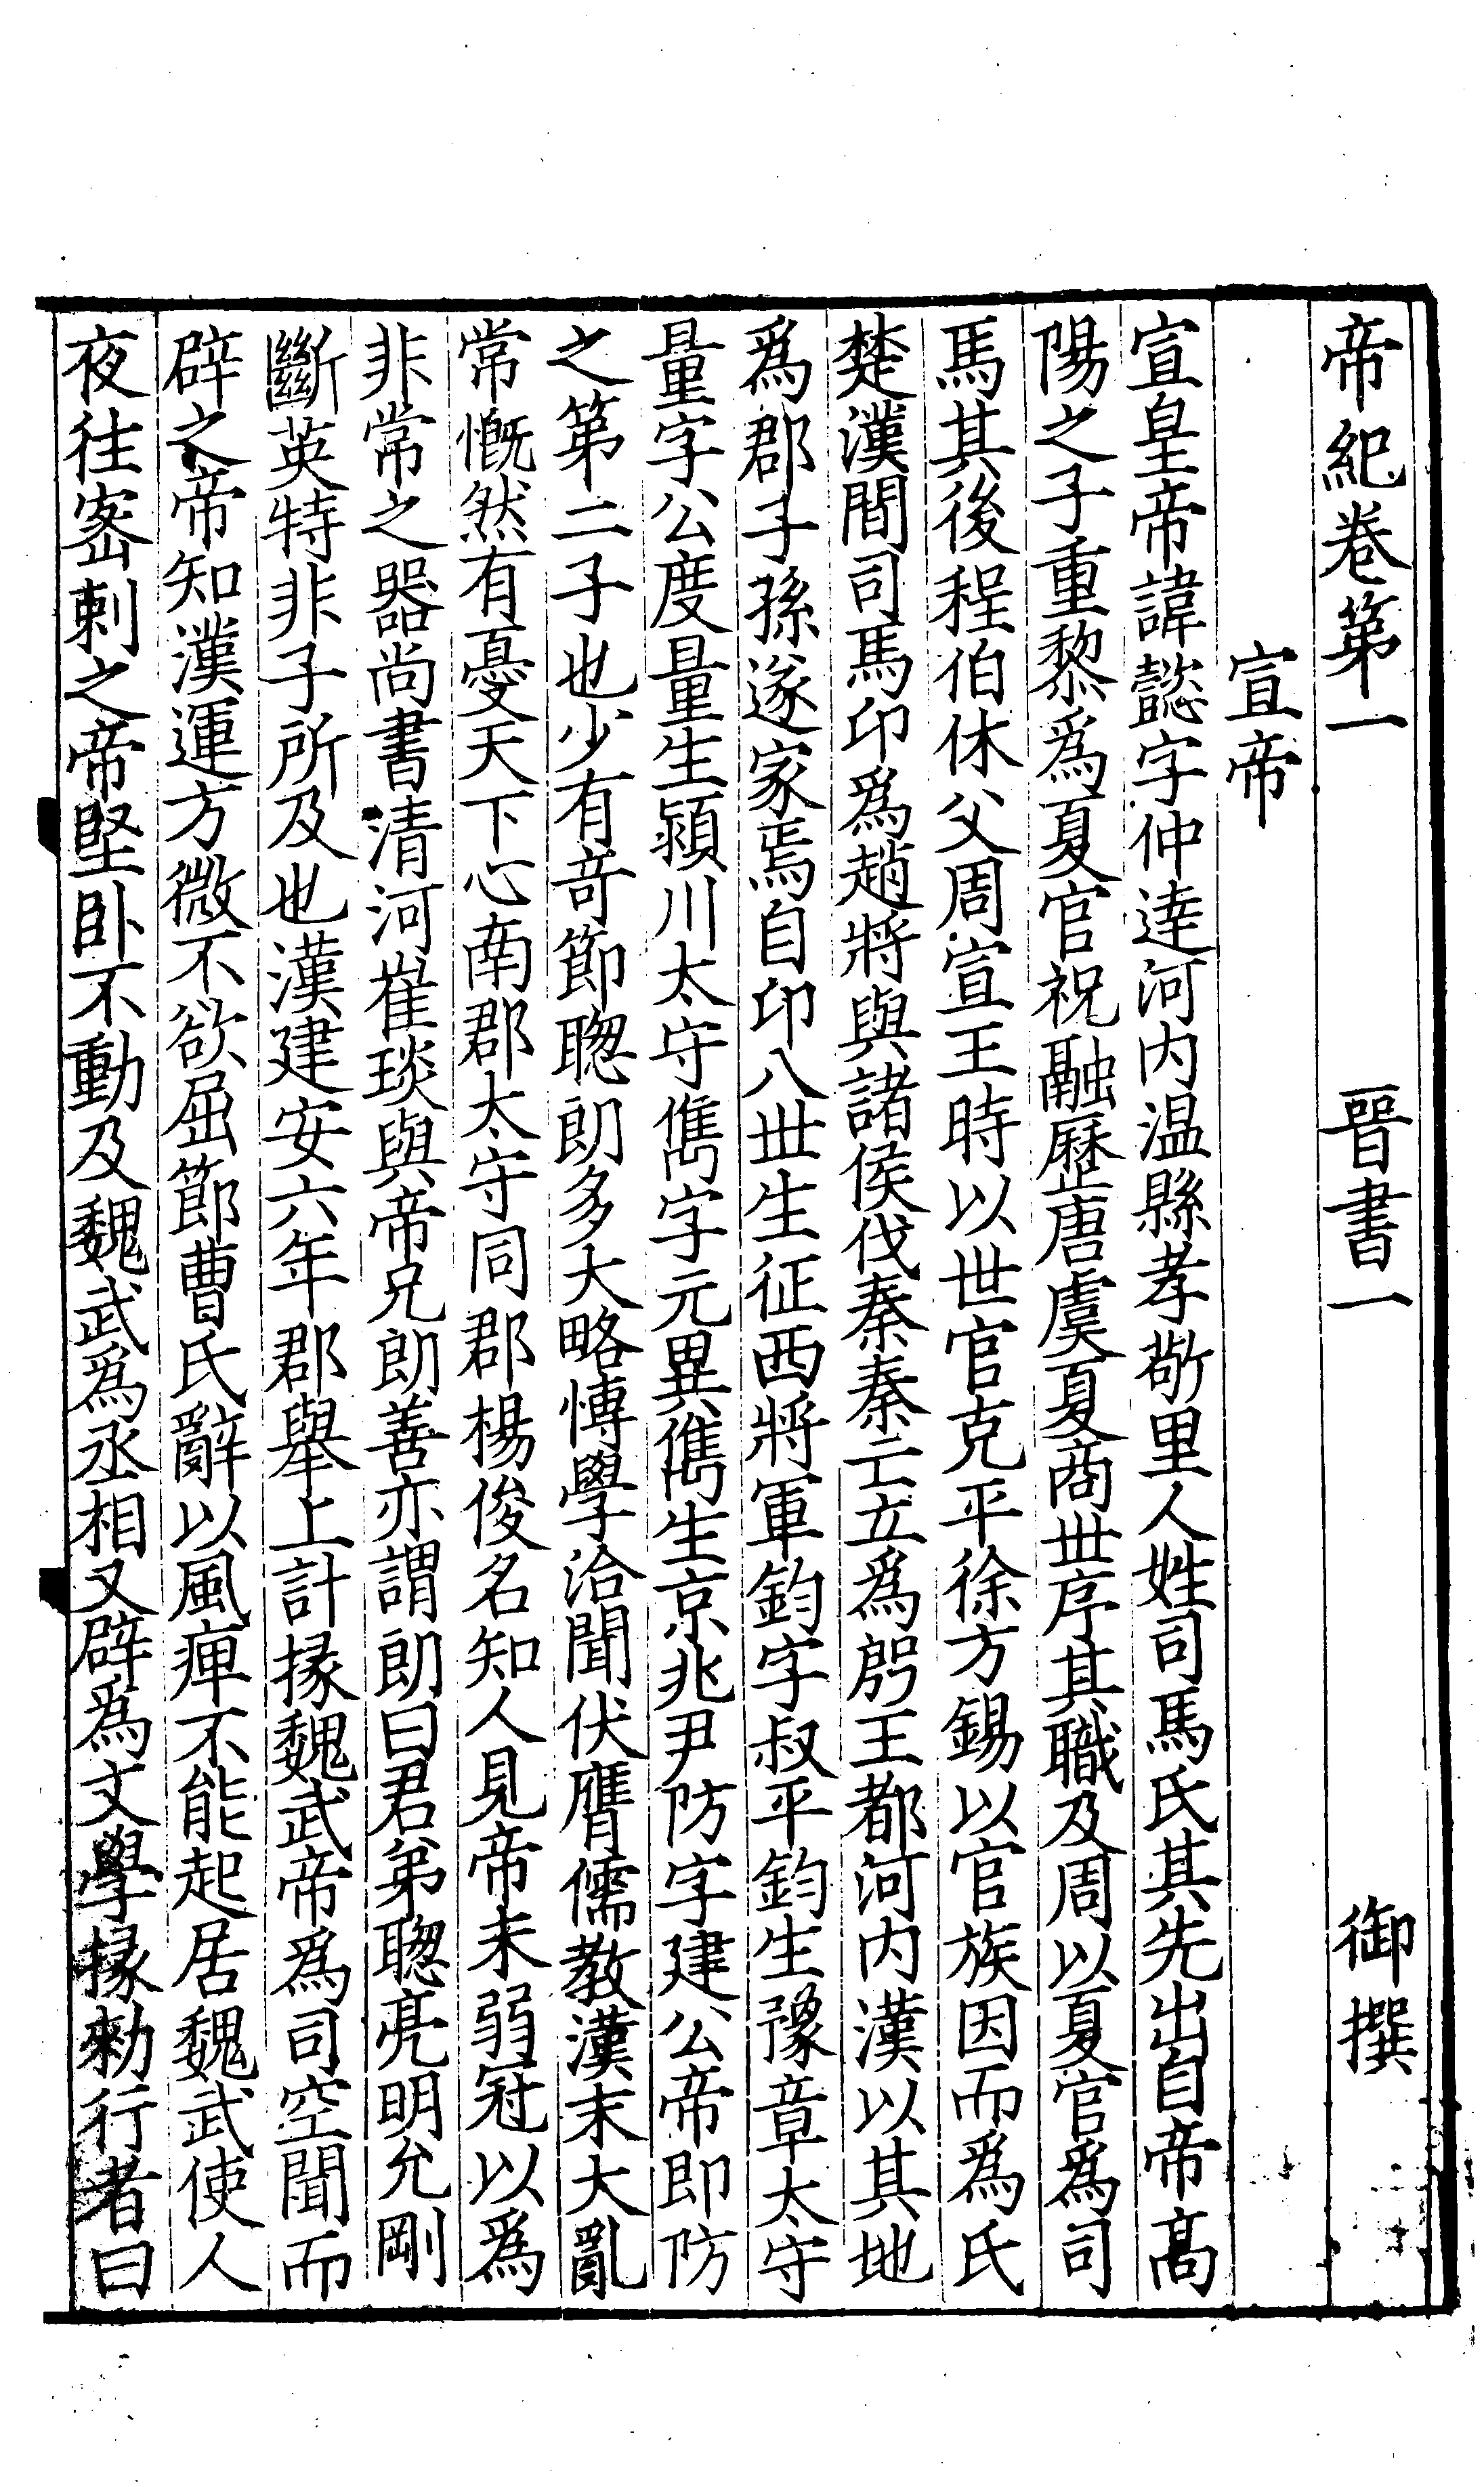 帝紀卷第一 晉書一 御撰
宣帝
宣皇帝諱懿字仲達河内温縣孝敬里人姓司馬氏其先出自帝高
陽之子重黎爲夏官祝融歷唐虞夏商丗序其職及周以夏官爲司
馬其後程伯休父周宣王時以世官克平徐方錫以官族因而爲氏
楚漢間司馬卬爲趙將與諸侯伐秦秦亡立爲殷王都河内漢以其地
爲郡子孫遂家焉自卬八丗生征西將軍鈞字叔平鈞生豫章太守
量字公度量生潁川太守儁字元異儁生京兆尹防字建公帝即防
之第二子也少有竒節聦朗多大略博學洽聞伏膺儒教漢末大亂
常慨然有憂天下心南郡太守同郡楊俊名知人見帝未弱冠以爲
非常之器尚書清河崔琰與帝兄朗善亦謂朗曰君弟聦亮明允剛
斷英特非子所及也漢建安六年郡舉上計掾魏武帝爲司空聞而
辟之帝知漢運方微不欲屈節曹氏辭以風痺不能起居魏武使人
夜往宻刺之帝堅卧不動及魏武爲丞相又辟爲文學掾勑行者曰